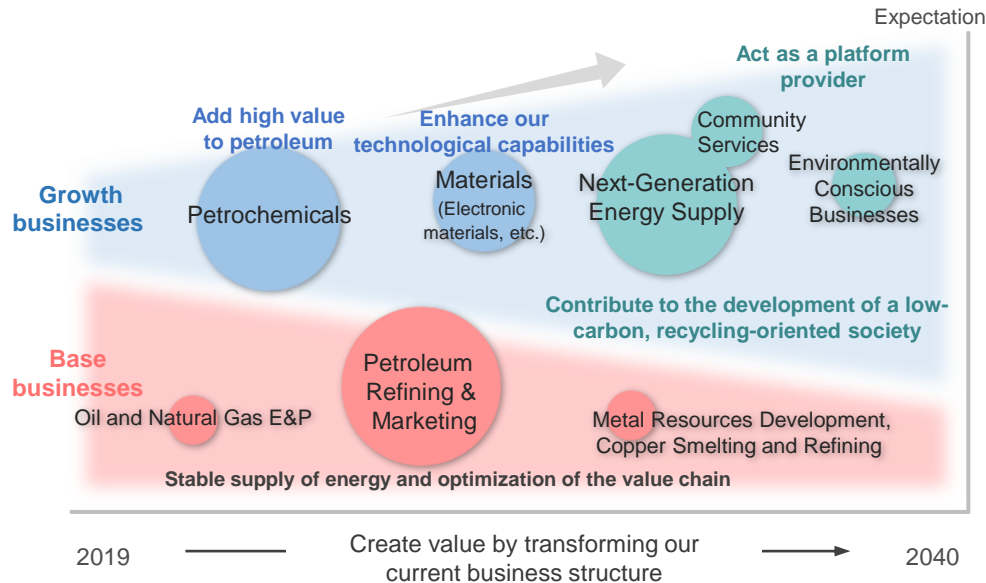 Expectation
Act as a platform
provider
Add high value
to petroleum
Enhance our
technological capabilities
Community
Services
Growth
businesses
Petrochemicals
Materials
(Electronic
materials, etc.)
Next-Generation
Energy Supply
Environmentally
Conscious
Businesses
Contribute to the development of a low-
carbon, recycling-oriented society
Base
businesses
Oil and Natural Gas E&P
Petroleum
Refining &
Marketing
Metal Resources Development,
Copper Smelting and Refining
Stable supply of energy and optimization of the value chain
2019
Create value by transforming our
current business structure
2040